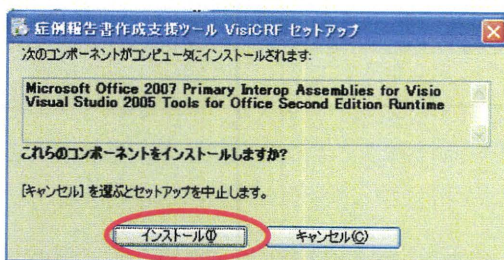 症例報告書作成支援ツール VisiCRF セットアップ
次のコンポーネントがコンピュータにインストールされます:
Microsoft Office 2007 Primary Interop Assemblies for Visio
Visual Studio 2005 Tools for Office Second Edition Runtime
これらのコンポーネントをインストールしますか?
[キャンセル] を選ぶとセットアップを中止します。
インストール(I)
キャンセル(C)